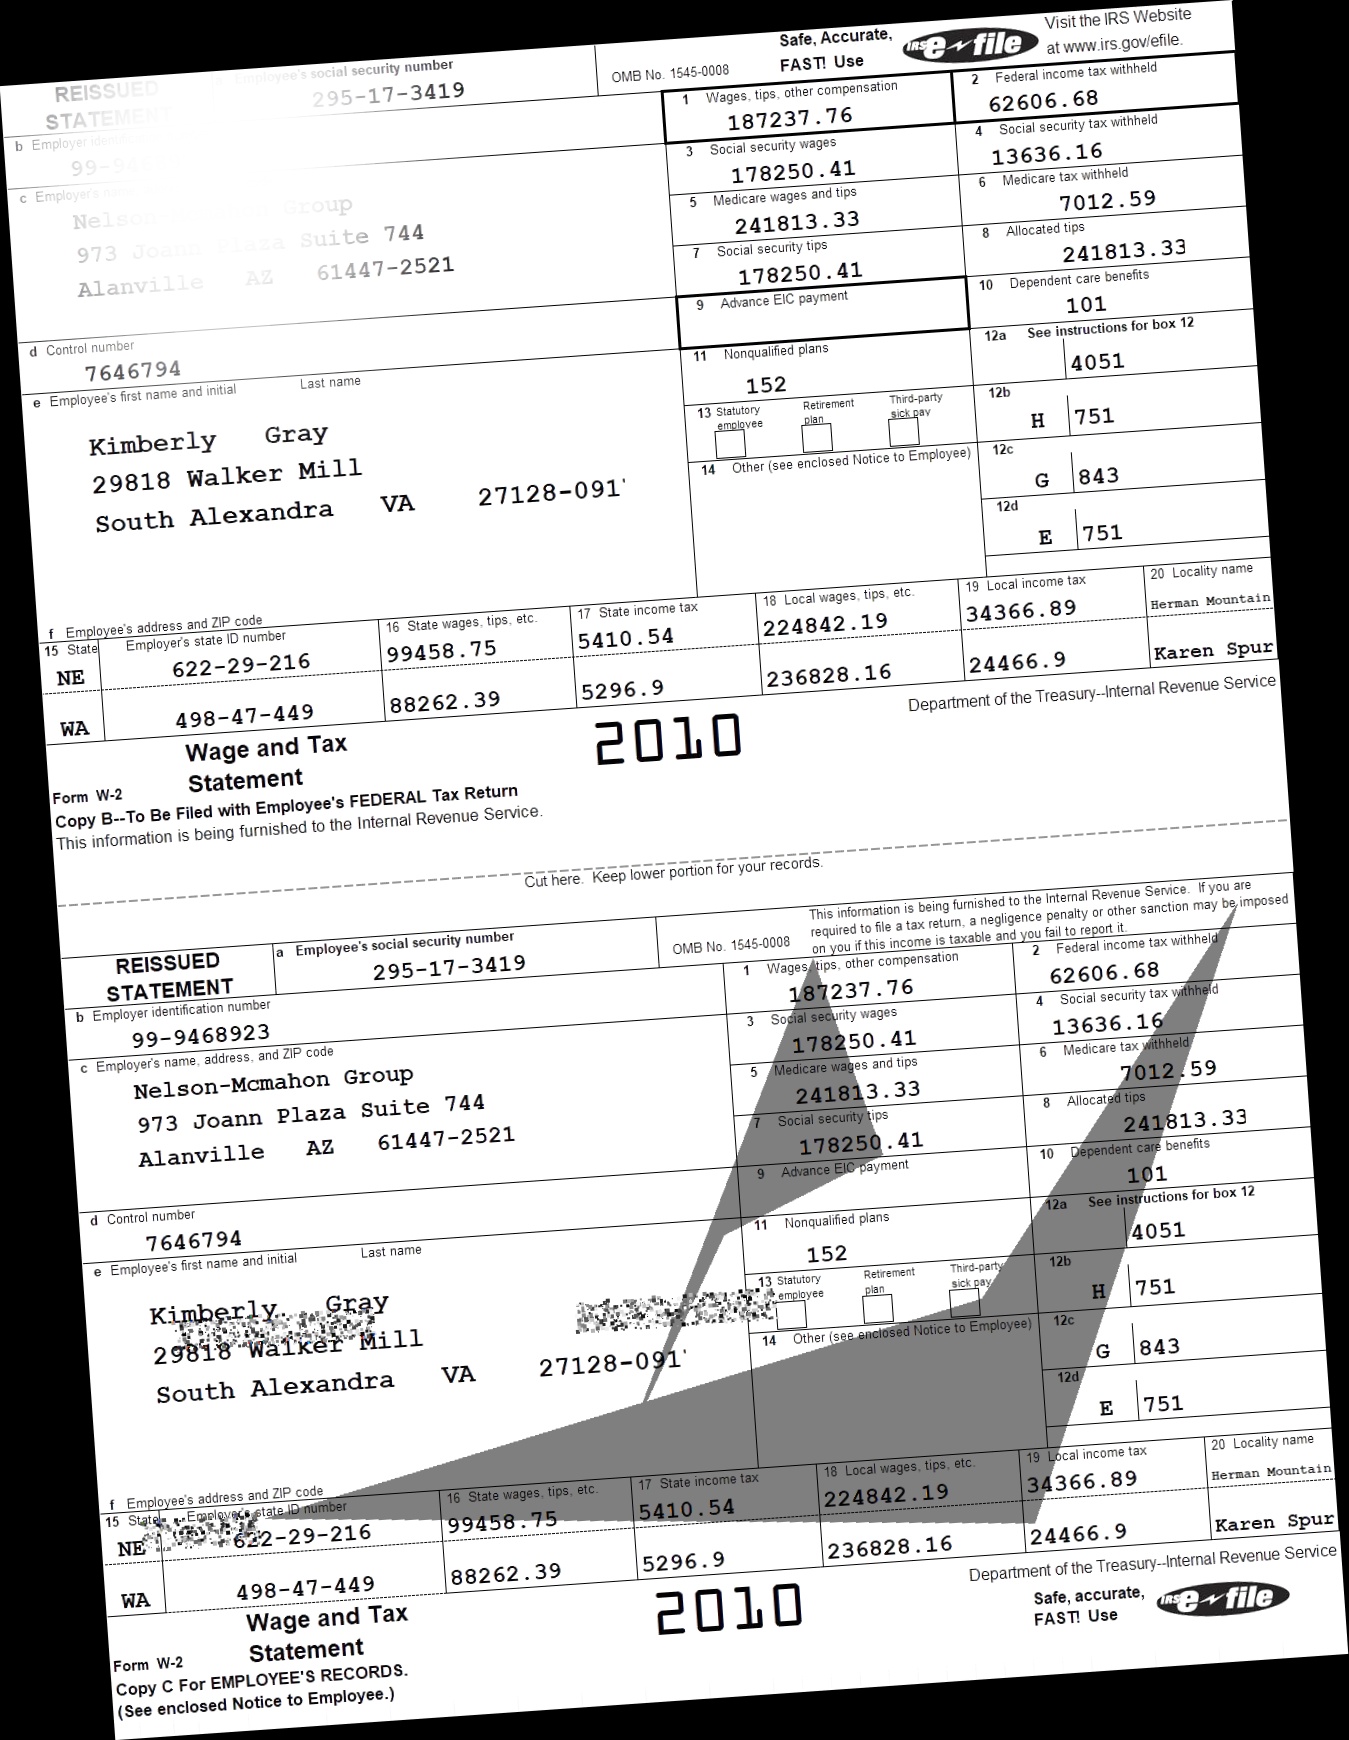 REISSUED
STATEMENT
Employee's social security number
295-17-3419
OMB No. 1545-0008
Safe, Accurate,
FAST! Use
IRS e-file
Visit the IRS Website
at www.irs.gov/efile.
1 Wages, tips, other compensation
187237.76
2 Federal income tax withheld
62606.68
b Employer
99-
3 Social security wages
178250.41
4 Social security tax withheld
13636.16
c Employer's
Nelson Group
973 Joann Plaza Suite 744
Alanville AZ 61447-2521
5 Medicare wages and tips
241813.33
6 Medicare tax withheld
7012.59
7 Social security tips
178250.41
8 Allocated tips
241813.33
9 Advance EIC payment
10 Dependent care benefits
101
d Control number
7646794
11 Nonqualified plans
152
12a See instructions for box 12
4051
e Employee's first name and initial Last name
Kimberly Gray
29818 Walker Mill
South Alexandra VA 27128-091
13 Statutory employee Retirement plan Third-party sick pay
12b
H 751
14 Other (see enclosed Notice to Employee)
12c
G 843
12d
E 751
f Employee's address and ZIP code
15 State Employer's state ID number
16 State wages, tips, etc.
17 State income tax
18 Local wages, tips, etc.
19 Local income tax
20 Locality name
NE 622-29-216 99458.75 5410.54 224842.19 34366.89 Herman Mountain
WA 498-47-449 88262.39 5296.9 236828.16 24466.9 Karen Spur
Wage and Tax
Statement
2010
Department of the Treasury--Internal Revenue Service
Form W-2
Copy B--To Be Filed with Employee's FEDERAL Tax Return
This information is being furnished to the Internal Revenue Service.
Cut here. Keep lower portion for your records.
REISSUED
STATEMENT
a Employee's social security number
295-17-3419
OMB No. 1545-0008
This information is being furnished to the Internal Revenue Service. If you are
required to file a tax return, a negligence penalty or other sanction may be imposed
on you if this income is taxable and you fail to report it.
1 Wages, tips, other compensation
187237.76
2 Federal income tax withheld
62606.68
b Employer identification number
99-9468923
3 Social security wages
178250.41
4 Social security tax withheld
13636.16
c Employer's name, address, and ZIP code
Nelson-Mcmahon Group
973 Joann Plaza Suite 744
Alanville AZ 61447-2521
5 Medicare wages and tips
241813.33
6 Medicare tax withheld
7012.59
7 Social security tips
178250.41
8 Allocated tips
241813.33
9 Advance EIC payment
10 Dependent care benefits
101
d Control number
7646794
11 Nonqualified plans
152
12a See instructions for box 12
4051
e Employee's first name and initial Last name
Kimberly Gray
29818 Walker Mill
South Alexandra VA 27128-091
13 Statutory employee Retirement plan Third-party sick pay
12b
H 751
14 Other (see enclosed Notice to Employee)
12c
G 843
12d
E 751
f Employee's address and ZIP code
15 State Employer's state ID number
16 State wages, tips, etc.
17 State income tax
18 Local wages, tips, etc.
19 Local income tax
20 Locality name
NE 622-29-216 99458.75 5410.54 224842.19 34366.89 Herman Mountain
WA 498-47-449 88262.39 5296.9 236828.16 24466.9 Karen Spur
Wage and Tax
Statement
2010
Department of the Treasury--Internal Revenue Service
Safe, accurate,
FAST! Use
IRS e-file
Form W-2
Copy C For EMPLOYEE'S RECORDS.
(See enclosed Notice to Employee.)